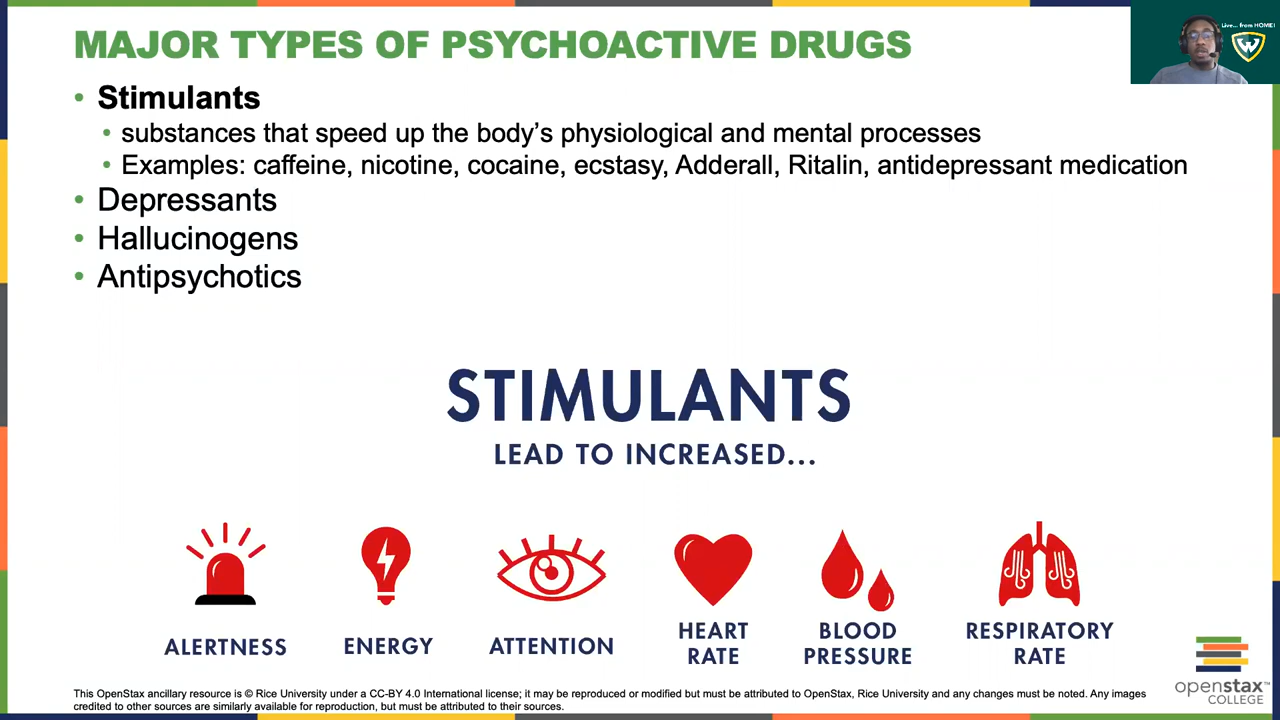 MAJOR TYPES OF PSYCHOACTIVE DRUGS
Live... from HOME!
• Stimulants
• substances that speed up the body’s physiological and mental processes
• Examples: caffeine, nicotine, cocaine, ecstasy, Adderall, Ritalin, antidepressant medication
• Depressants
• Hallucinogens
• Antipsychotics
STIMULANTS
LEAD TO INCREASED...
ALERTNESS
ENERGY
ATTENTION
HEART
RATE
BLOOD
PRESSURE
RESPIRATORY
RATE
openstax™
COLLEGE
This OpenStax ancillary resource is © Rice University under a CC-BY 4.0 International license; it may be reproduced or modified but must be attributed to OpenStax, Rice University and any changes must be noted. Any images
credited to other sources are similarly available for reproduction, but must be attributed to their sources.